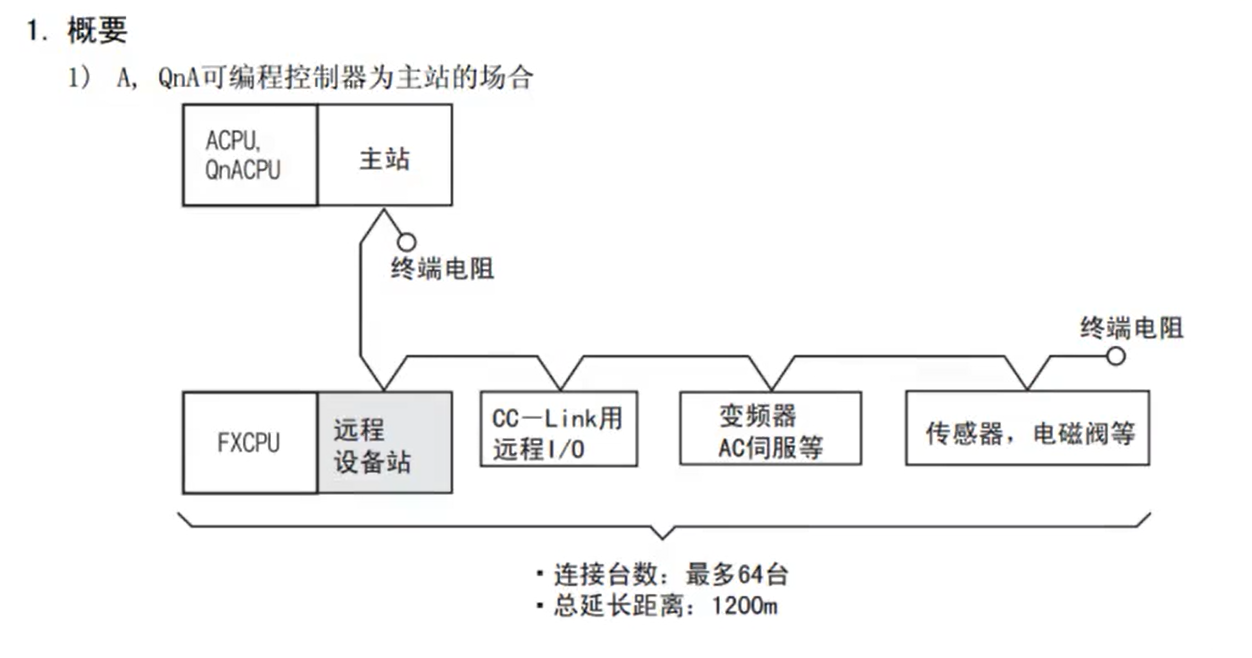 1. 概要
1) A, QnA可编程控制器为主站的场合
ACPU,
QnACPU
主站
终端电阻
终端电阻
FXCPU
远程
设备站
CC-Link用
远程I/O
变频器
AC伺服等
传感器，电磁阀等
·连接台数：最多64台
·总延长距离：1200m